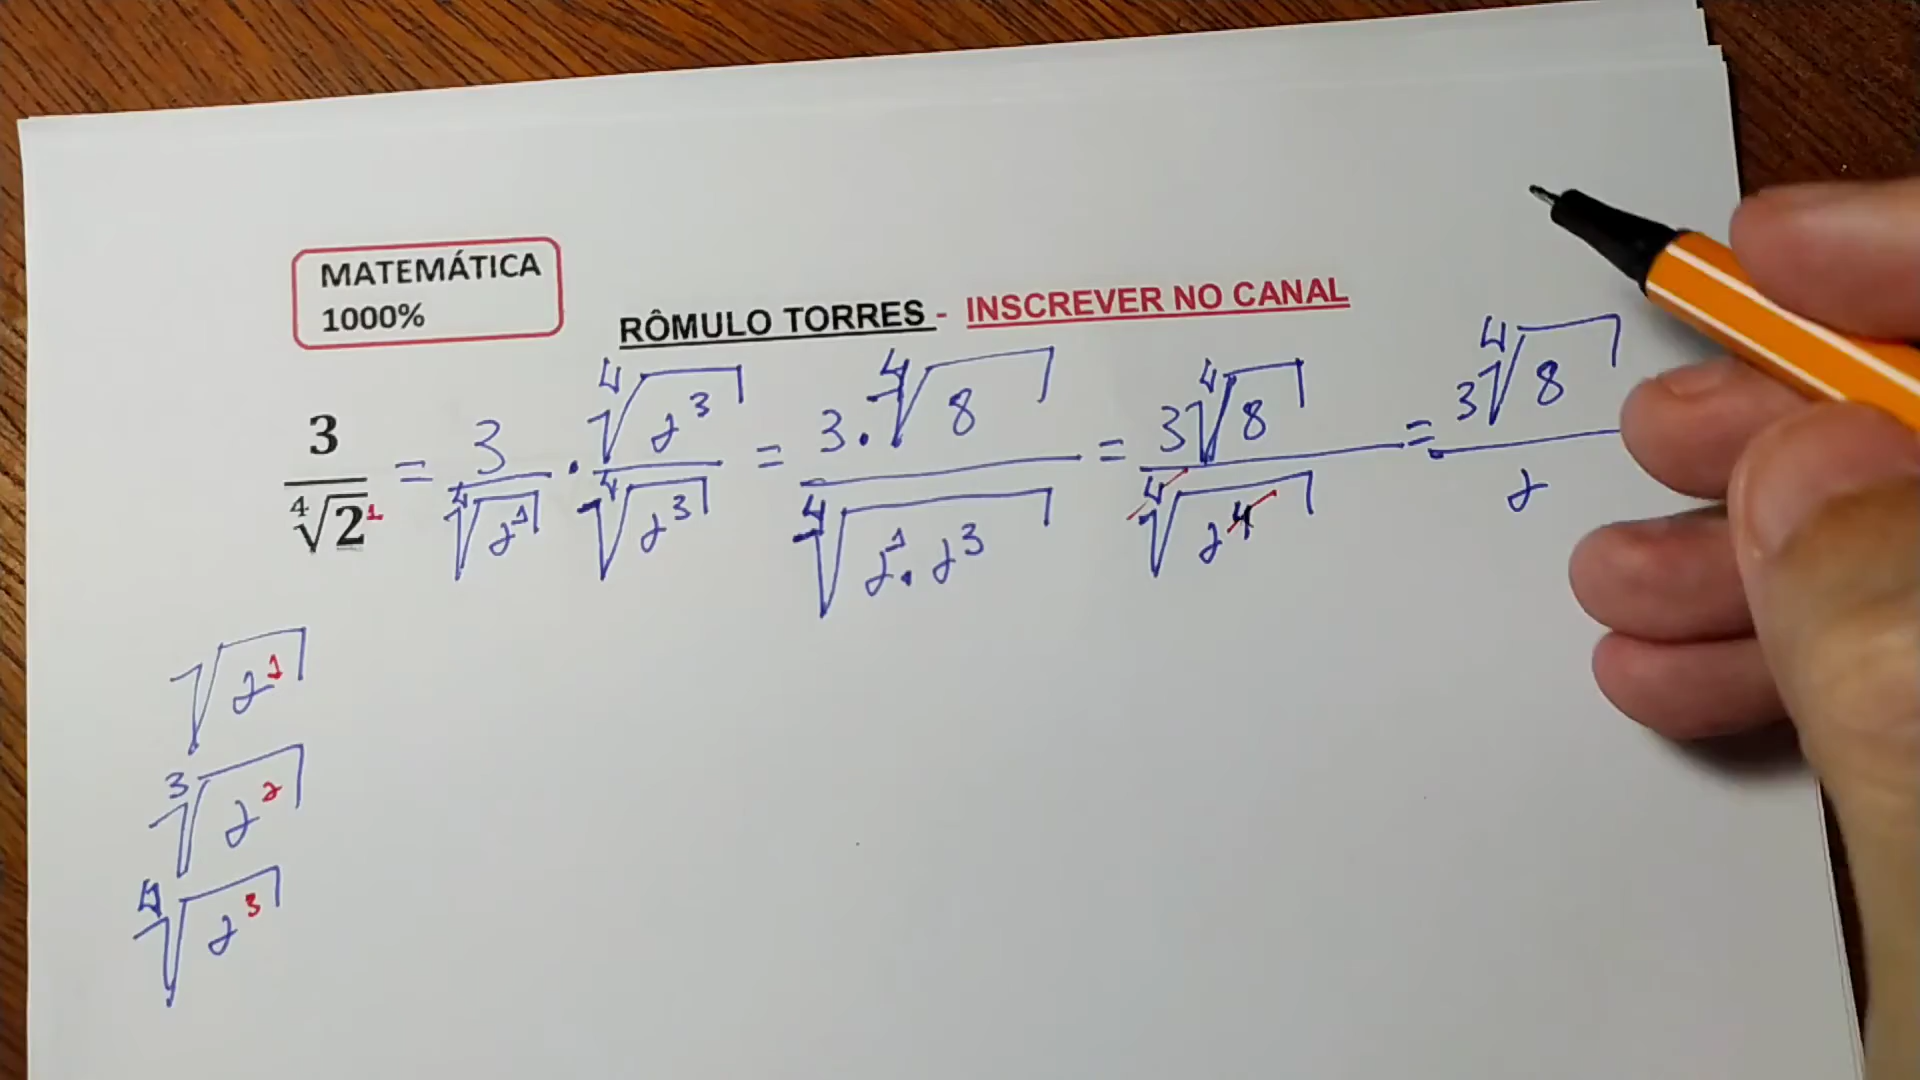 MATEMÁTICA
1000%
RÔMULO TORRES - INSCREVER NO CANAL
3/⁴√2¹ = 3/⁴√2¹ . ⁴√2³/⁴√2³ = 3.⁴√8/⁴√2¹.2³ = 3⁴√8/⁴√2⁴ = 3⁴√8/2
√2¹
³√2²
⁴√2³